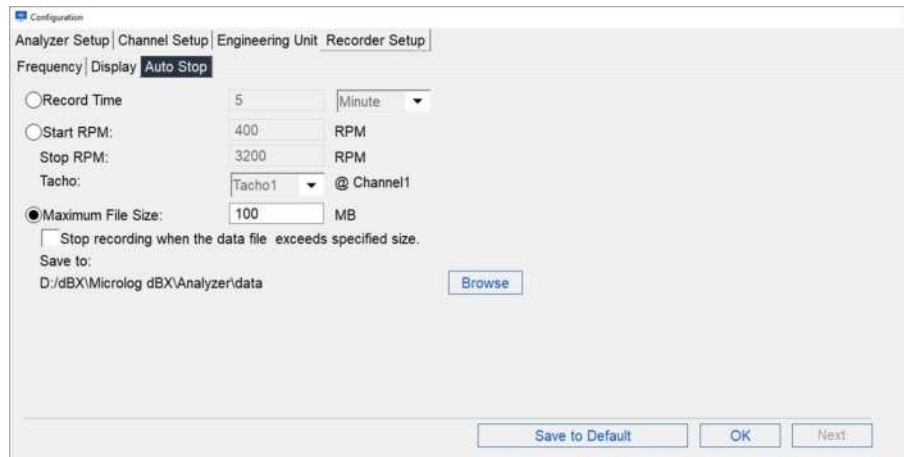 Configuration
Analyzer Setup Channel Setup Engineering Unit Recorder Setup
Frequency Display Auto Stop
Record Time 5 Minute
Start RPM: 400 RPM
Stop RPM: 3200 RPM
Tacho: Tacho1 @ Channel1
Maximum File Size: 100 MB
Stop recording when the data file exceeds specified size.
Save to:
D:/dBX\Microlog dBX\Analyzer\data Browse
Save to Default OK Next